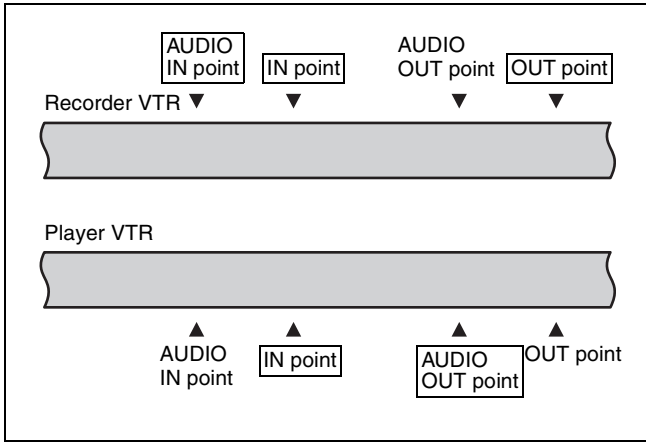 AUDIO
IN point
IN point
AUDIO
OUT point
OUT point
Recorder VTR
Player VTR
AUDIO
IN point
IN point
AUDIO
OUT point
OUT point